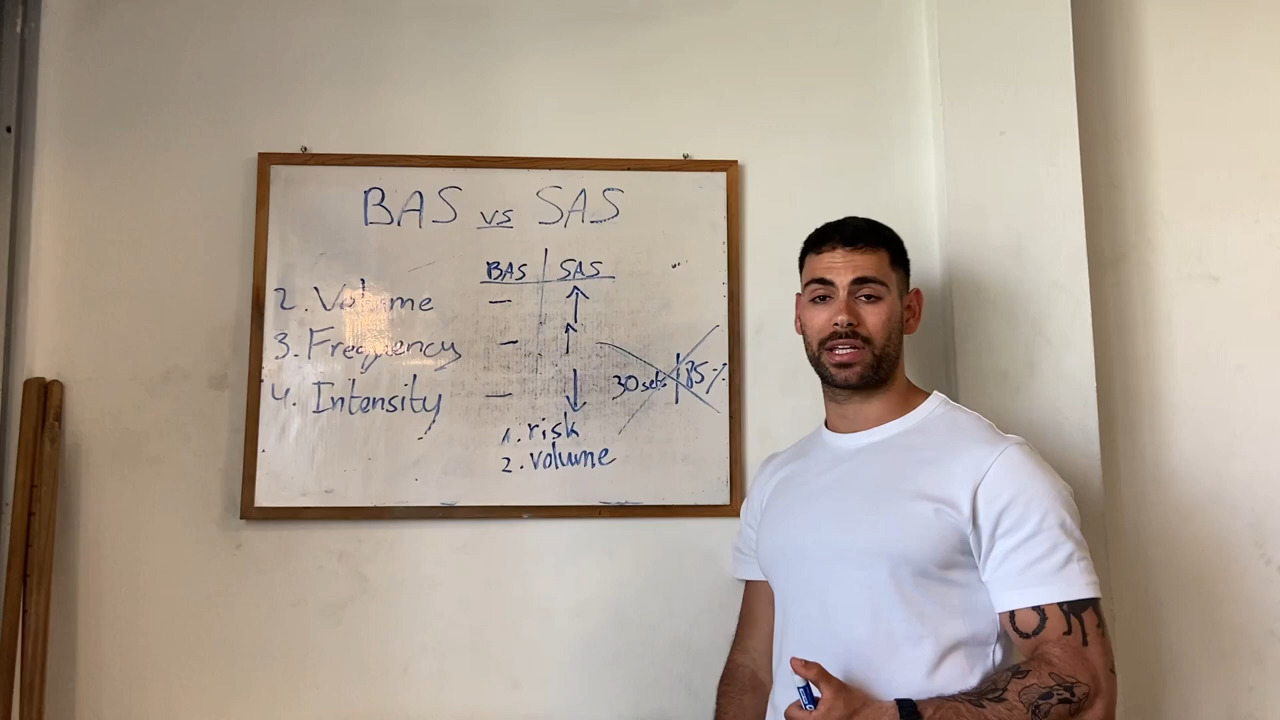 BAS vs SAS
BAS SAS
2. Volume — ↑
3. Frequency — ↑
4. Intensity — ↓
30 sets 85%
1. risk
2. volume